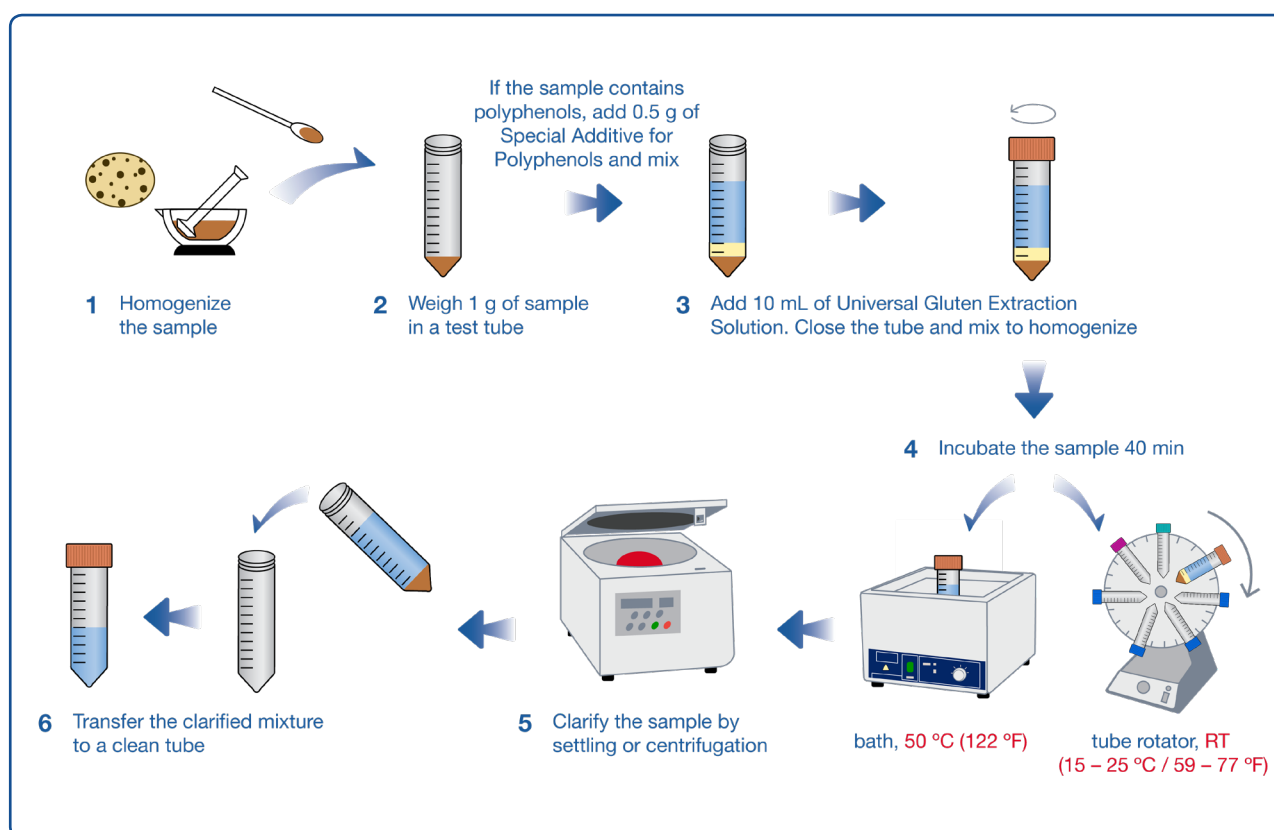 If the sample contains
polyphenols, add 0.5 g of
Special Additive for
Polyphenols and mix
1 Homogenize
the sample
2 Weigh 1 g of sample
in a test tube
3 Add 10 mL of Universal Gluten Extraction
Solution. Close the tube and mix to homogenize
4 Incubate the sample 40 min
bath, 50 ºC (122 ºF)
tube rotator, RT
(15 – 25 ºC / 59 – 77 ºF)
5 Clarify the sample by
settling or centrifugation
6 Transfer the clarified mixture
to a clean tube